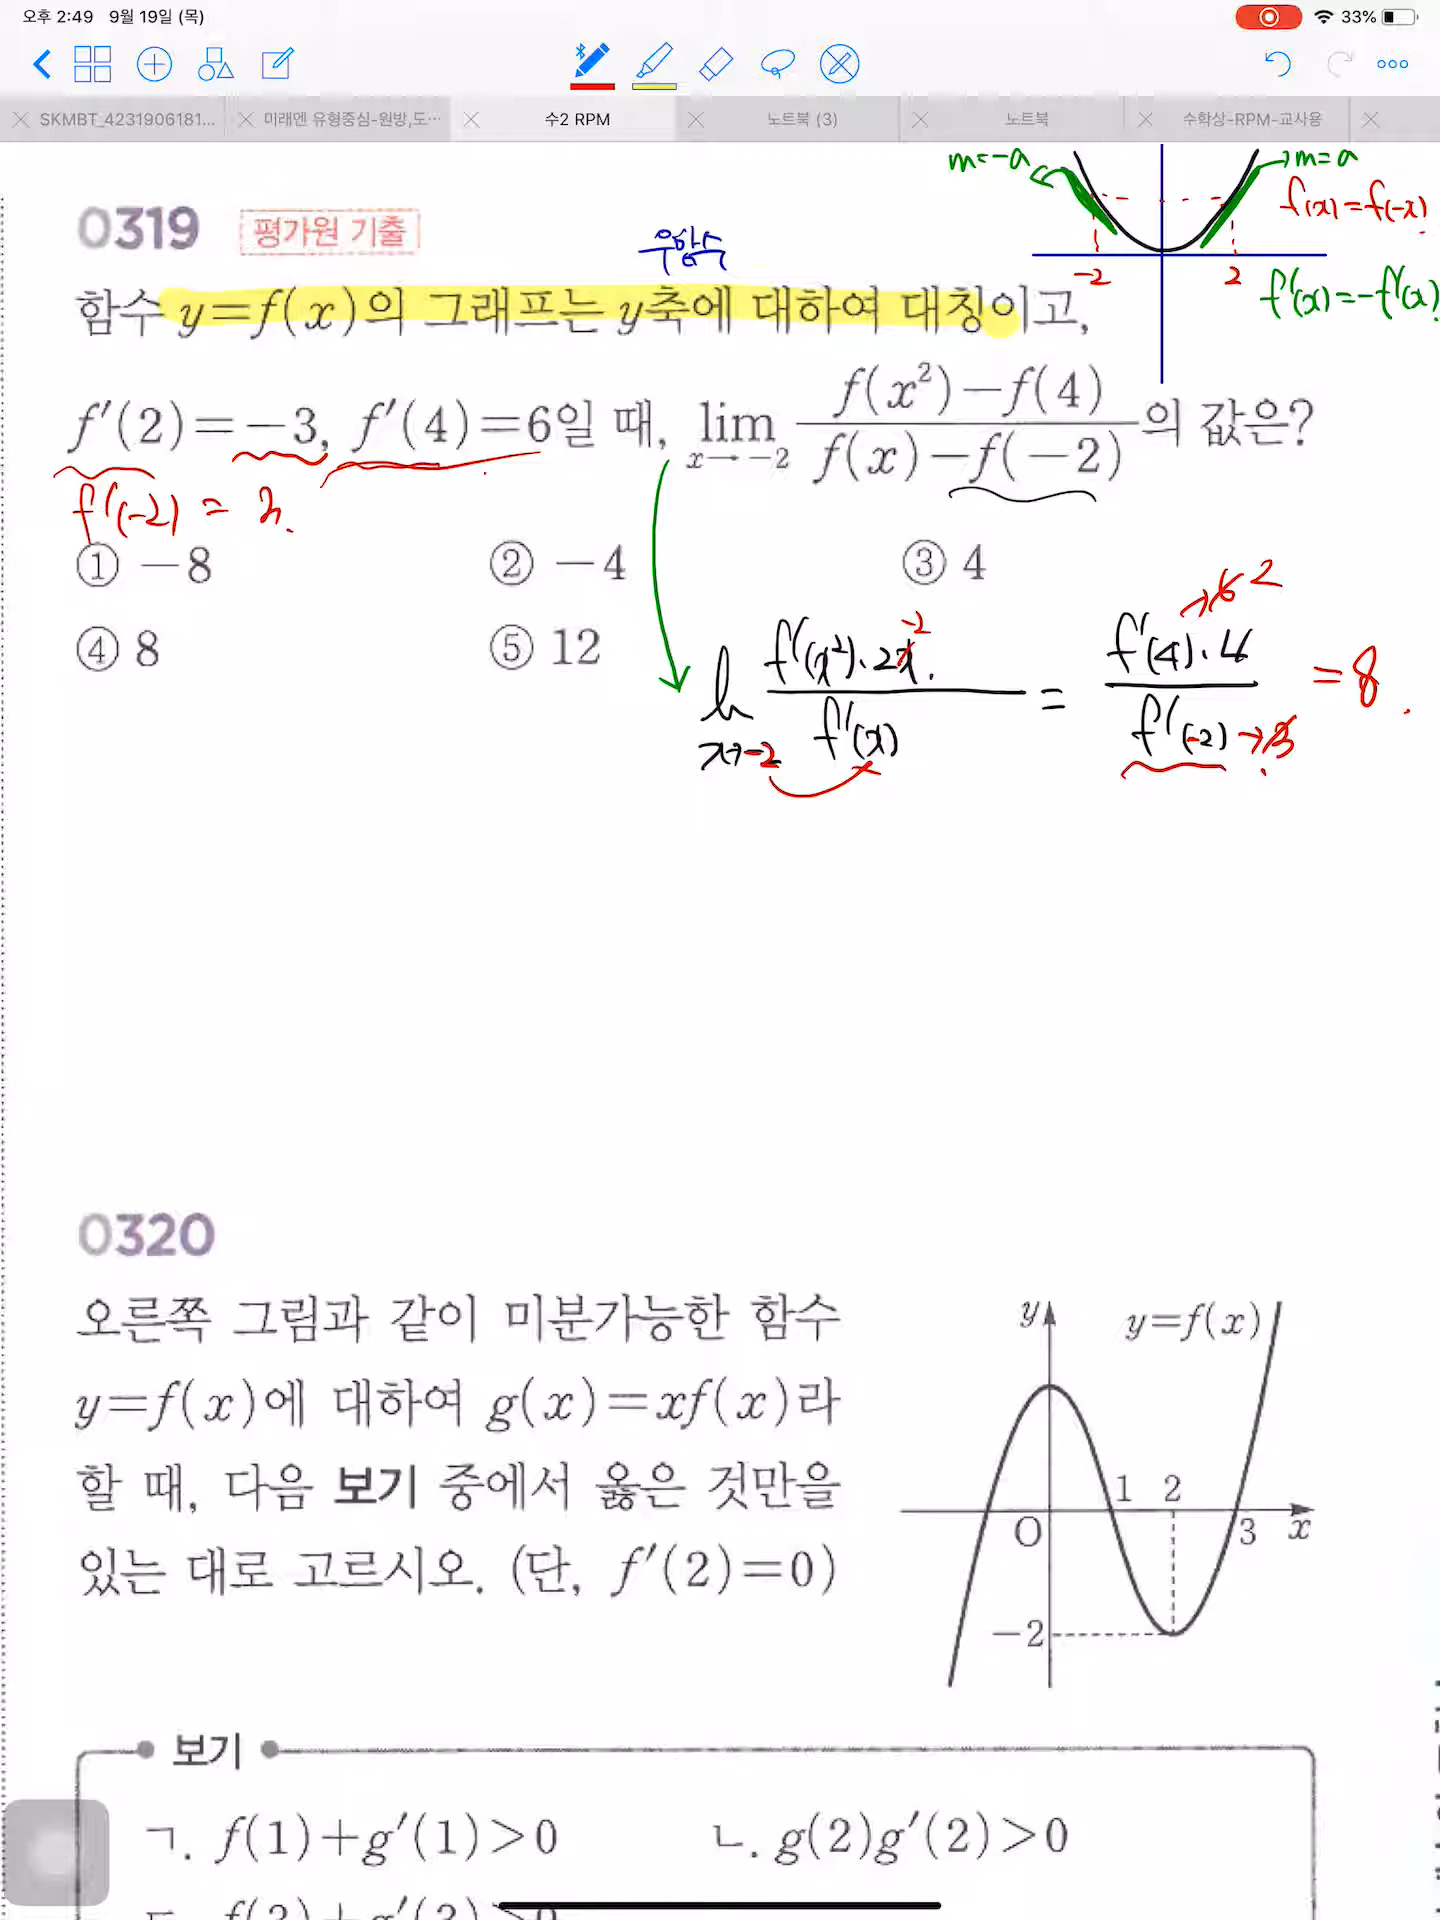 오후 2:49 9월 19일 (목)
33%
SKMBT_4231906181...
미래엔 유형중심-원방,도...
수2 RPM
노트북 (3)
노트북
수학상-RPM-교사용
m=-a
→m=a
f(x)=f(-x)
-2
2
f'(x)=-f'(x)
0319 평가원 기출
우함수
함수 y=f(x)의 그래프는 y축에 대하여 대칭이고,
f′(2)=-3, f′(4)=6일 때, lim x→-2 f(x²)-f(4) / f(x)-f(-2) 의 값은?
f'(-2) = 3.
① -8 ② -4 ③ 4
④ 8 ⑤ 12
x→-2 f'(x²)·2x. / f'(x) = f'(4)·4 / f'(-2) = 8.
-2
→6 2
→3
0320
오른쪽 그림과 같이 미분가능한 함수
y=f(x)에 대하여 g(x)=xf(x)라
할 때, 다음 보기 중에서 옳은 것만을
있는 대로 고르시오. (단, f′(2)=0)
y
y=f(x)
1 2
O
3 x
-2
보기
ㄱ. f(1)+g′(1)>0 ㄴ. g(2)g′(2)>0